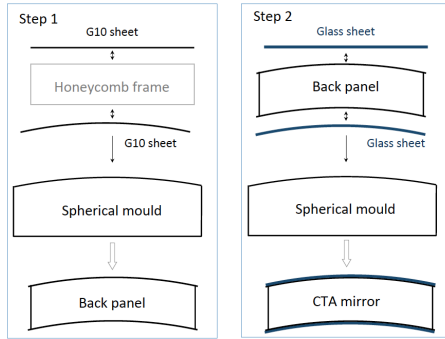 Step 1
G10 sheet
Honeycomb frame
G10 sheet
Spherical mould
Back panel
Step 2
Glass sheet
Back panel
Glass sheet
Spherical mould
CTA mirror